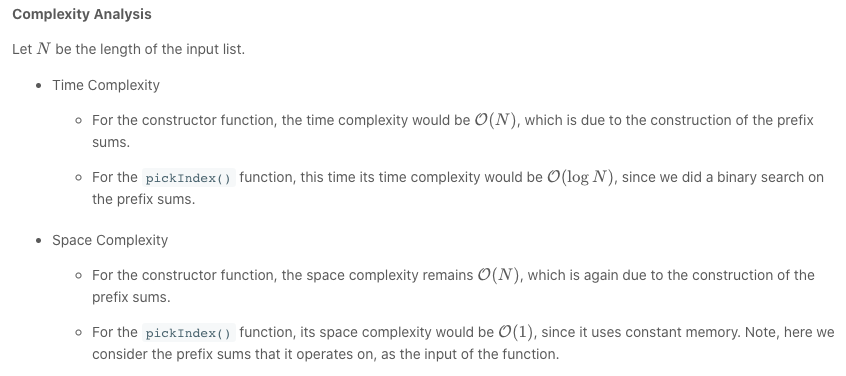 Complexity Analysis
Let N be the length of the input list.
• Time Complexity
◦ For the constructor function, the time complexity would be O(N), which is due to the construction of the prefix
sums.
◦ For the pickIndex() function, this time its time complexity would be O(log N), since we did a binary search on
the prefix sums.
• Space Complexity
◦ For the constructor function, the space complexity remains O(N), which is again due to the construction of the
prefix sums.
◦ For the pickIndex() function, its space complexity would be O(1), since it uses constant memory. Note, here we
consider the prefix sums that it operates on, as the input of the function.